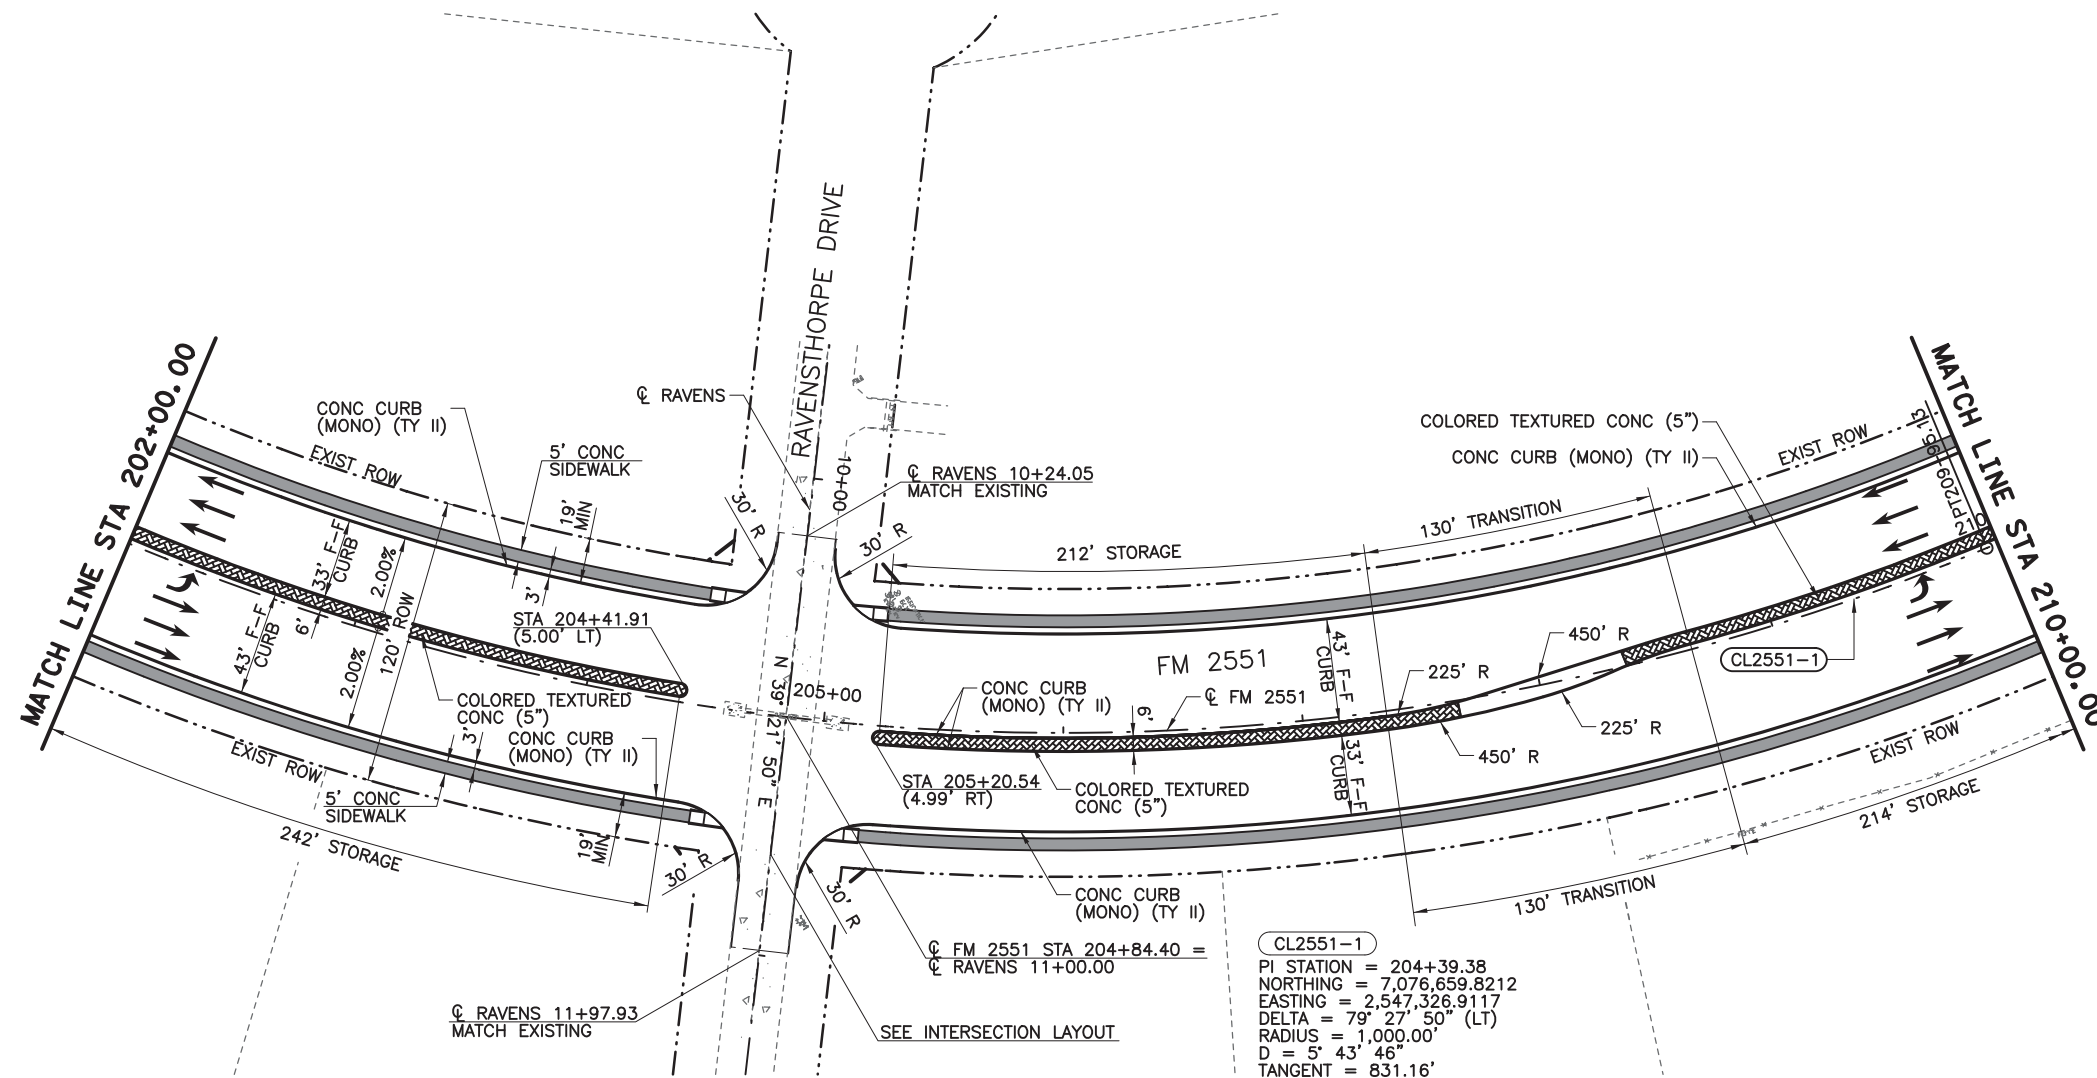 RAVENSTHORPE DRIVE
MATCH LINE STA 202+00.00
MATCH LINE STA 210+00.00
CONC CURB
(MONO) (TY II)
EXIST ROW
5' CONC
SIDEWALK
19'
MIN
3'
℄ RAVENS
30' R
10+00
℄ RAVENS 10+24.05
MATCH EXISTING
30' R
212' STORAGE
130' TRANSITION
COLORED TEXTURED CONC (5")
CONC CURB (MONO) (TY II)
EXIST ROW
PT209+96.13
210
33' F-F
CURB
2.00%
43' F-F
CURB
6'
2.00%
120' ROW
STA 204+41.91
(5.00' LT)
COLORED TEXTURED
CONC (5")
CONC CURB
(MONO) (TY II)
3'
EXIST ROW
5' CONC
SIDEWALK
19'
MIN
242' STORAGE
30' R
N 39° 21' 50" E
205+00
30' R
FM 2551
℄ FM 2551
CONC CURB
(MONO) (TY II)
6'
43' F-F
CURB
33' F-F
CURB
225' R
450' R
450' R
225' R
CL2551-1
STA 205+20.54
(4.99' RT)
COLORED TEXTURED
CONC (5")
EXIST ROW
214' STORAGE
130' TRANSITION
CONC CURB
(MONO) (TY II)
℄ FM 2551 STA 204+84.40 =
℄ RAVENS 11+00.00
℄ RAVENS 11+97.93
MATCH EXISTING
SEE INTERSECTION LAYOUT
CL2551-1
PI STATION = 204+39.38
NORTHING = 7,076,659.8212
EASTING = 2,547,326.9117
DELTA = 79° 27' 50" (LT)
RADIUS = 1,000.00'
D = 5° 43' 46"
TANGENT = 831.16'